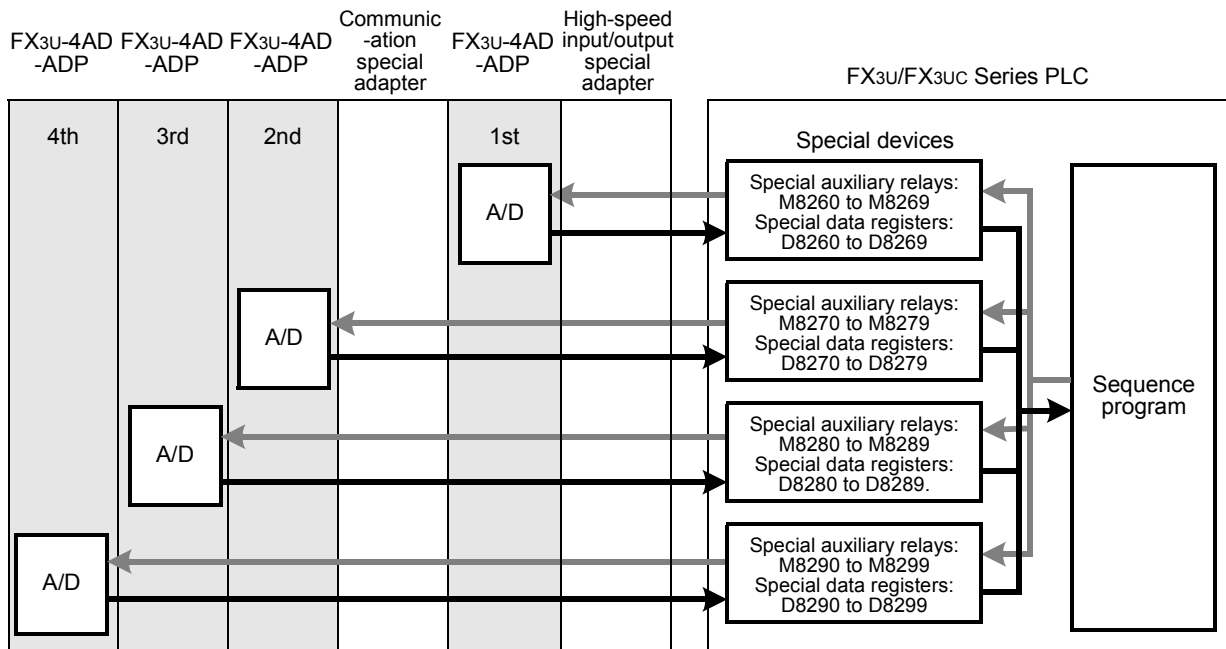 FX3U-4AD
-ADP
FX3U-4AD
-ADP
FX3U-4AD
-ADP
Communic
-ation
special
adapter
FX3U-4AD
-ADP
High-speed
input/output
special
adapter
FX3U/FX3UC Series PLC
4th
3rd
2nd
1st
Special devices
A/D
Special auxiliary relays:
M8260 to M8269
Special data registers:
D8260 to D8269
A/D
Special auxiliary relays:
M8270 to M8279
Special data registers:
D8270 to D8279
Sequence
program
A/D
Special auxiliary relays:
M8280 to M8289
Special data registers:
D8280 to D8289.
A/D
Special auxiliary relays:
M8290 to M8299
Special data registers:
D8290 to D8299